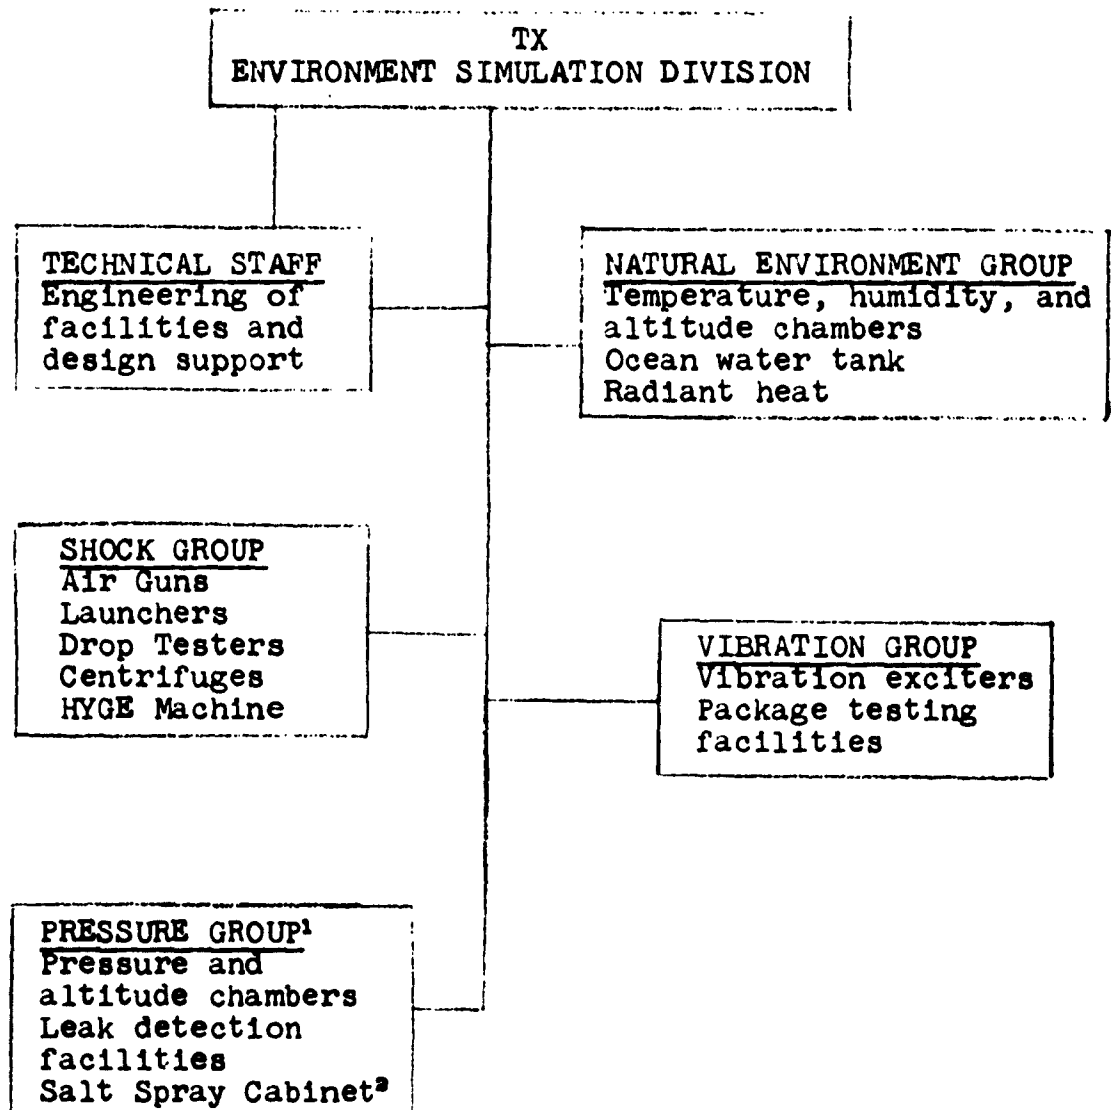 TX
ENVIRONMENT SIMULATION DIVISION
TECHNICAL STAFF
Engineering of
facilities and
design support
NATURAL ENVIRONMENT GROUP
Temperature, humidity, and
altitude chambers
Ocean water tank
Radiant heat
SHOCK GROUP
Air Guns
Launchers
Drop Testers
Centrifuges
HYGE Machine
VIBRATION GROUP
Vibration exciters
Package testing
facilities
PRESSURE GROUP¹
Pressure and
altitude chambers
Leak detection
facilities
Salt Spray Cabinet²